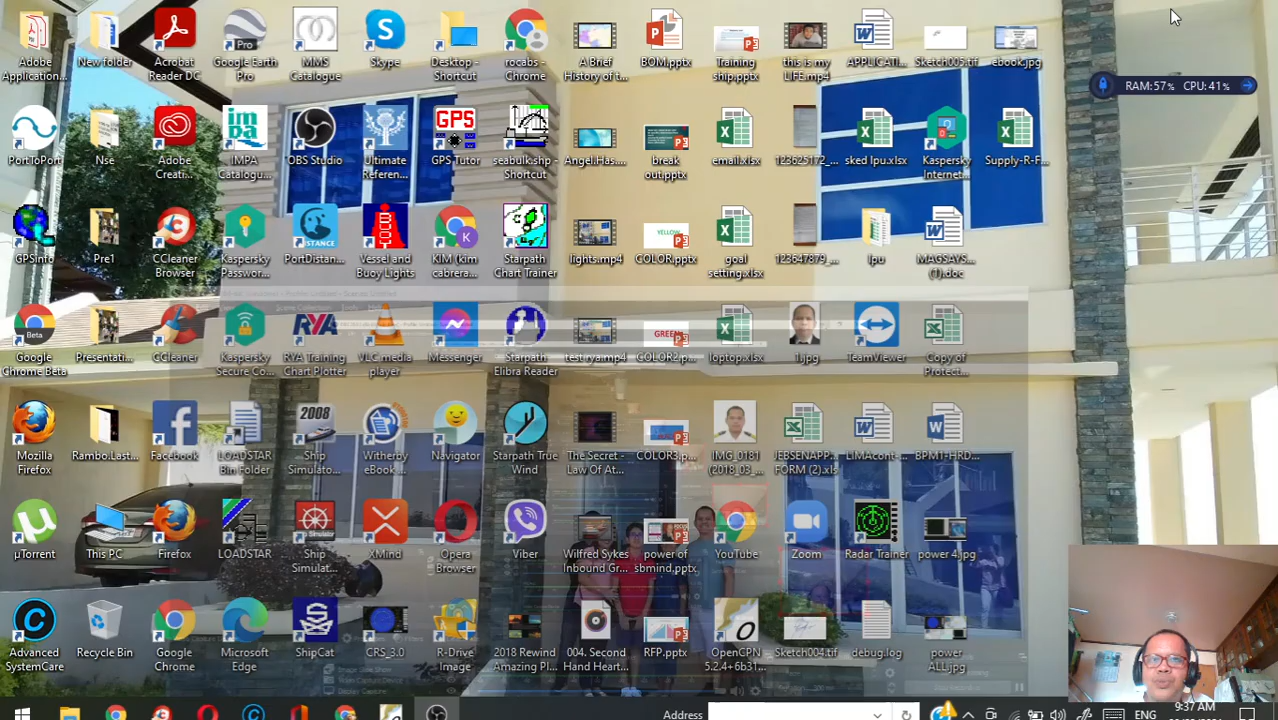 Adobe Application...
New folder
Acrobat Reader DC
Google Earth Pro
MMS Catalogue
Skype
Desktop - Shortcut
rocabs - Chrome
A Brief History of t...
BOM.pptx
Training ship.pptx
this is my LIFE.mp4
APPLICATI...
Sketch005.tif
ebook.jpg
RAM:57% CPU:41%
PortToPort
Nse
Adobe Creati...
IMPA Catalogu...
OBS Studio
Ultimate Referen...
GPS Tutor
seabulk.shp - Shortcut
Angel.Has....
break out.pptx
email.xlsx
123625172_...
sked lpu.xlsx
Kaspersky Internet...
Supply-R-F...
GPSinfo
Pre1
CCleaner Browser
Kaspersky Passwor...
PortDistan...
Vessel and Buoy Lights
KIM (kim cabrera...
Starpath Chart Trainer
lights.mp4
COLOR.pptx
goal setting.xlsx
123647879_...
lpu
MAGSAYS... (1).doc
Google Chrome Beta
Presentati...
CCleaner
Kaspersky Secure Co...
RYA Training Chart Plotter
VLC media player
Messenger
Starpath Elibra Reader
test rya.mp4
COLOR2.p...
loptop.xlsx
1.jpg
TeamViewer
Copy of Protect...
Mozilla Firefox
Rambo.Last...
Facebook
LOADSTAR Bin Folder
Ship Simulato...
Witherby eBook ...
Navigator
Starpath True Wind
The Secret - Law Of At...
COLOR3.p...
IMG_0181 (2018_03_...
JEBSENAPP... FORM (2).xls
LIMAcont-...
BPM1-HRD...
µTorrent
This PC
Firefox
LOADSTAR
Ship Simulat...
XMind
Opera Browser
Viber
Wilfred Sykes Inbound Gr...
power of sbmind.pptx
YouTube
Zoom
Radar Trainer
power 4.jpg
Advanced SystemCare
Recycle Bin
Google Chrome
Microsoft Edge
ShipCat
CRS_3.0
R-Drive Image
2018 Rewind Amazing Pl...
004. Second Hand Heart...
RFP.pptx
OpenCPN 5.2.4+6b31...
Sketch004.tif
debug.log
power ALL.jpg
Address
9:37 AM